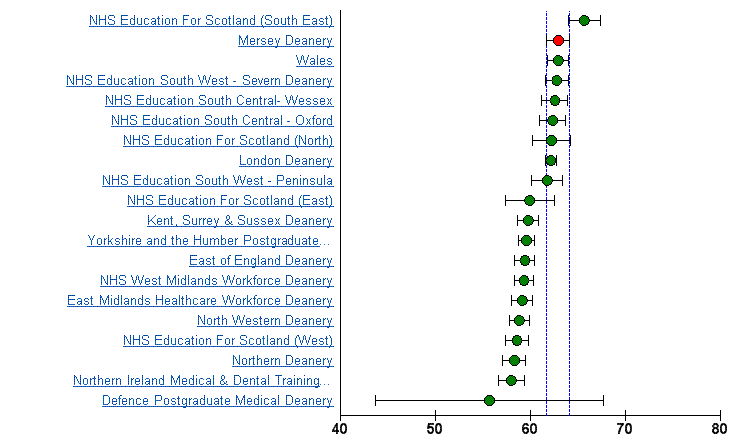 NHS Education For Scotland (South East)
Mersey Deanery
Wales
NHS Education South West - Severn Deanery
NHS Education South Central- Wessex
NHS Education South Central - Oxford
NHS Education For Scotland (North)
London Deanery
NHS Education South West - Peninsula
NHS Education For Scotland (East)
Kent, Surrey & Sussex Deanery
Yorkshire and the Humber Postgraduate...
East of England Deanery
NHS West Midlands Workforce Deanery
East Midlands Healthcare Workforce Deanery
North Western Deanery
NHS Education For Scotland (West)
Northern Deanery
Northern Ireland Medical & Dental Training...
Defence Postgraduate Medical Deanery
40 50 60 70 80